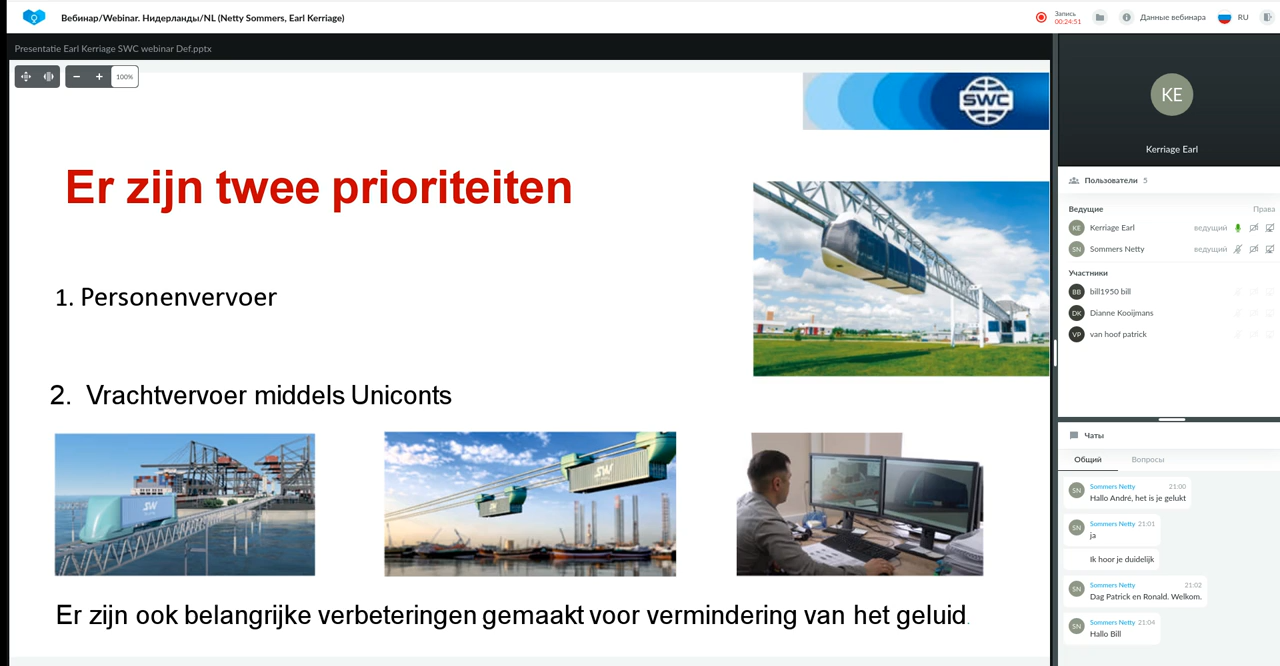 Вебинар/Webinar. Нидерланды/NL (Netty Sommers, Earl Kerriage)
Запись
00:24:51
Данные вебинара
RU
Presentatie Earl Kerriage SWC webinar Def.pptx
100%
SWC
Er zijn twee prioriteiten
1. Personenvervoer
2. Vrachtvervoer middels Uniconts
SW
SW
Er zijn ook belangrijke verbeteringen gemaakt voor vermindering van het geluid.
KE
Kerriage Earl
Пользователи 5
Ведущие Права
KE Kerriage Earl ведущий
SN Sommers Netty ведущий
Участники
BB bill1950 bill
DK Dianne Kooijmans
VP van hoof patrick
Чаты
Общий Вопросы
SN Sommers Netty 21:00
Hallo André, het is je gelukt
SN Sommers Netty 21:01
ja
Ik hoor je duidelijk
SN Sommers Netty 21:02
Dag Patrick en Ronald. Welkom.
SN Sommers Netty 21:04
Hallo Bill